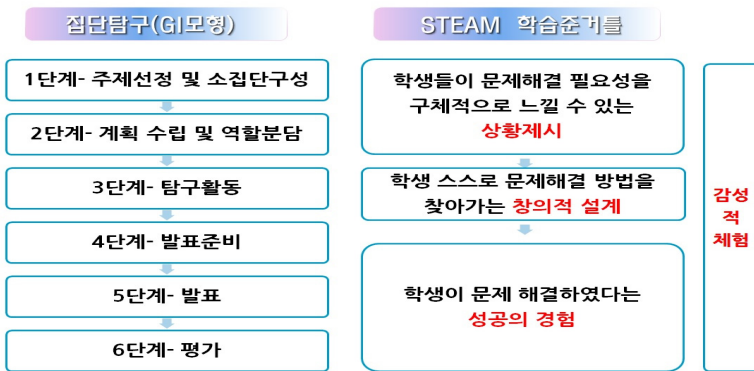 집단탐구(GI모형)
1단계- 주제선정 및 소집단구성
2단계- 계획 수립 및 역할분담
3단계- 탐구활동
4단계- 발표준비
5단계- 발표
6단계- 평가
STEAM 학습준거틀
학생들이 문제해결 필요성을
구체적으로 느낄 수 있는
상황제시
학생 스스로 문제해결 방법을
찾아가는 창의적 설계
학생이 문제 해결하였다는
성공의 경험
감성
적
체험